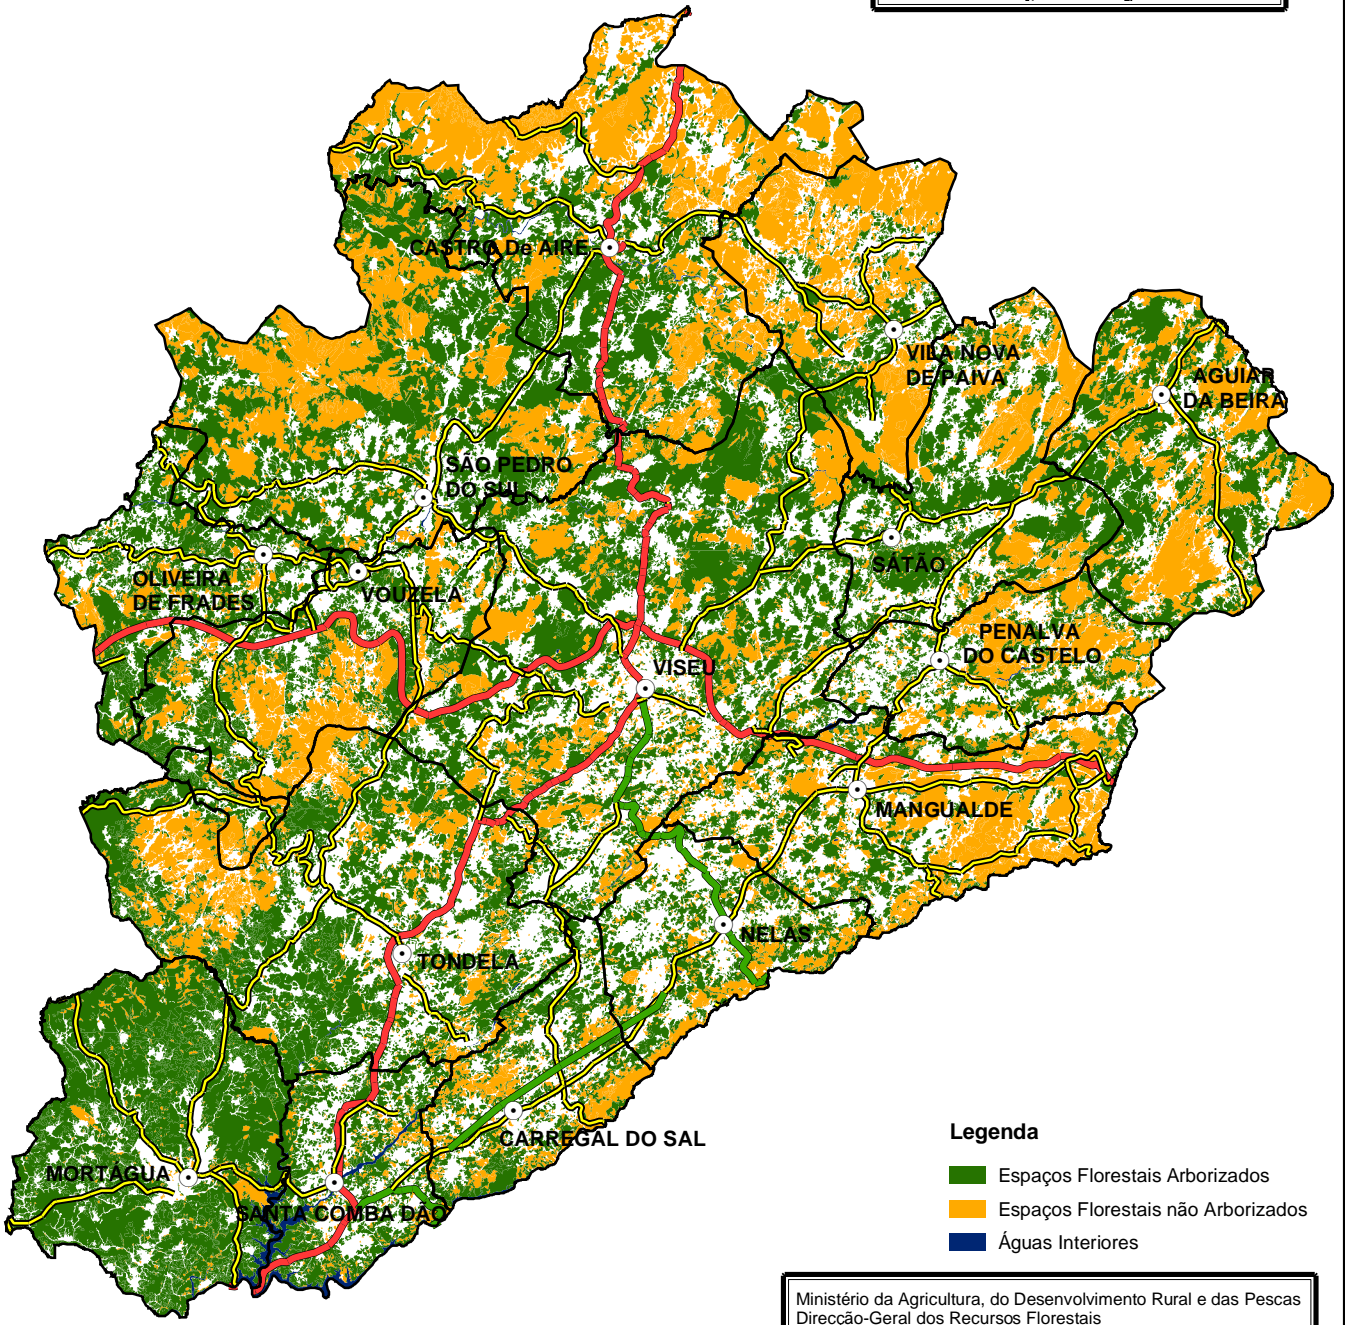 CASTRO De AIRE
VILA NOVA
DE PAIVA
AGUIAR
DA BEIRA
SÃO PEDRO
DO SUL
SÁTÃO
OLIVEIRA
DE FRADES
VOUZELA
PENALVA
DO CASTELO
VISEU
MANGUALDE
NELAS
TONDELA
CARREGAL DO SAL
MORTÁGUA
SANTA COMBA DÃO
Legenda
Espaços Florestais Arborizados
Espaços Florestais não Arborizados
Águas Interiores
Ministério da Agricultura, do Desenvolvimento Rural e das Pescas
Direcção-Geral dos Recursos Florestais